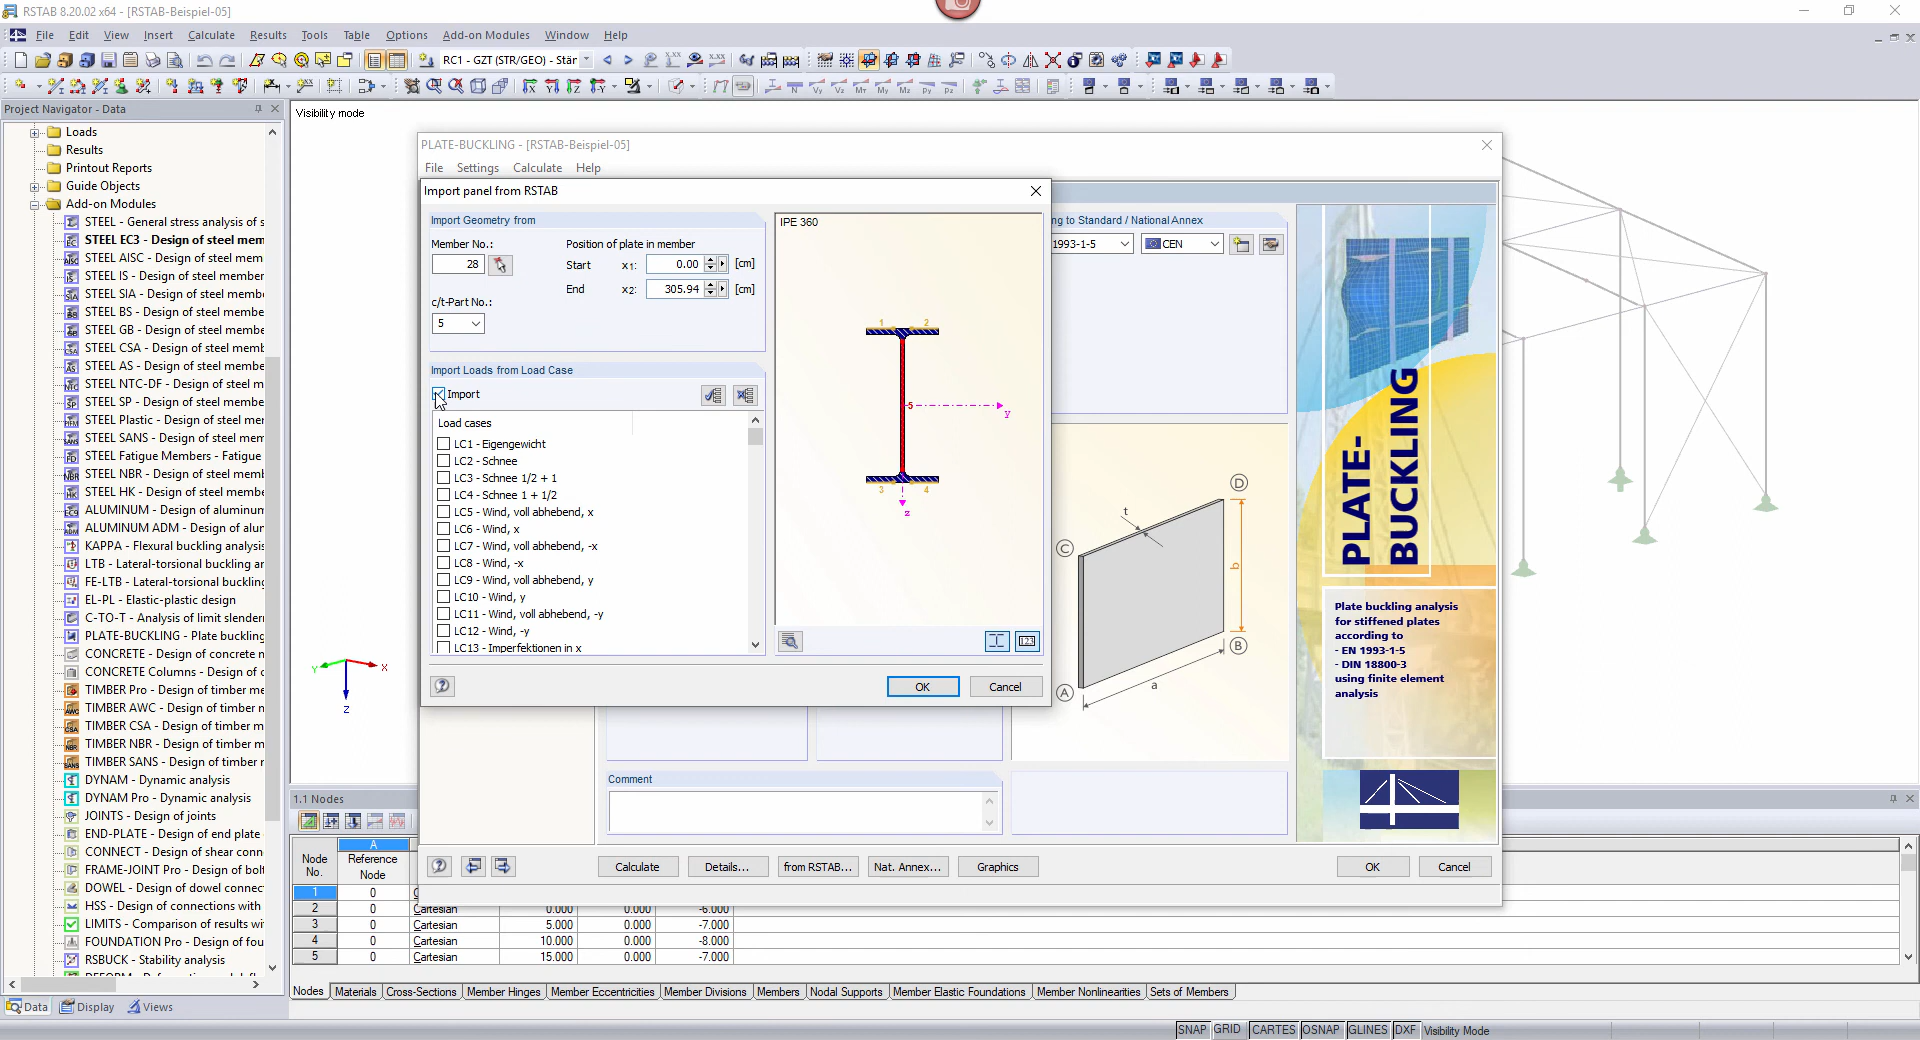 RSTAB 8.20.02 x64 - [RSTAB-Beispiel-05]
File Edit View Insert Calculate Results Tools Table Options Add-on Modules Window Help
RC1 - GZT (STR/GEO) - Stär
Project Navigator - Data
Loads
Results
Printout Reports
Guide Objects
Add-on Modules
STEEL - General stress analysis of s
STEEL EC3 - Design of steel mem
STEEL AISC - Design of steel membe
STEEL IS - Design of steel members
STEEL SIA - Design of steel member
STEEL BS - Design of steel members
STEEL GB - Design of steel member
STEEL CSA - Design of steel memb
STEEL AS - Design of steel member
STEEL NTC-DF - Design of steel m
STEEL SP - Design of steel member
STEEL Plastic - Design of steel mem
STEEL SANS - Design of steel memb
STEEL Fatigue Members - Fatigue
STEEL NBR - Design of steel membe
STEEL HK - Design of steel membe
ALUMINUM - Design of aluminum
ALUMINUM ADM - Design of alur
KAPPA - Flexural buckling analysis
LTB - Lateral-torsional buckling ar
FE-LTB - Lateral-torsional bucklin
EL-PL - Elastic-plastic design
C-TO-T - Analysis of limit slender
PLATE-BUCKLING - Plate buckling
CONCRETE - Design of concrete m
CONCRETE Columns - Design of c
TIMBER Pro - Design of timber me
TIMBER AWC - Design of timber m
TIMBER CSA - Design of timber m
TIMBER NBR - Design of timber m
TIMBER SANS - Design of timber m
DYNAM - Dynamic analysis
DYNAM Pro - Dynamic analysis
JOINTS - Design of joints
END-PLATE - Design of end plate
CONNECT - Design of shear conn
FRAME-JOINT Pro - Design of bolt
DOWEL - Design of dowel connec
HSS - Design of connections with
LIMITS - Comparison of results wi
FOUNDATION Pro - Design of fou
RSBUCK - Stability analysis
Data Display Views
Visibility mode
Y X
Z
PLATE-BUCKLING - [RSTAB-Beispiel-05]
File Settings Calculate Help
Import panel from RSTAB
Import Geometry from
Member No.:
28
Position of plate in member
Start x1: 0.00 [cm]
End x2: 305.94 [cm]
c/t-Part No.:
5
Import Loads from Load Case
Import
Load cases
LC1 - Eigengewicht
LC2 - Schnee
LC3 - Schnee 1/2 + 1
LC4 - Schnee 1 + 1/2
LC5 - Wind, voll abhebend, x
LC6 - Wind, x
LC7 - Wind, voll abhebend, -x
LC8 - Wind, -x
LC9 - Wind, voll abhebend, y
LC10 - Wind, y
LC11 - Wind, voll abhebend, -y
LC12 - Wind, -y
LC13 - Imperfektionen in x
IPE 360
1 2
5
y
3 4
z
OK Cancel
ng to Standard / National Annex
1993-1-5 CEN
D
t
C
b
B
A
a
PLATE-
BUCKLING
Plate buckling analysis
for stiffened plates
according to
- EN 1993-1-5
- DIN 18800-3
using finite element
analysis
Comment
Calculate Details... from RSTAB... Nat. Annex... Graphics OK Cancel
1.1 Nodes
A
Node
No.
Reference
Node
1 0
2 0 Cartesian 0.000 0.000 -6.000
3 0 Cartesian 5.000 0.000 -7.000
4 0 Cartesian 10.000 0.000 -8.000
5 0 Cartesian 15.000 0.000 -7.000
Nodes Materials Cross-Sections Member Hinges Member Eccentricities Member Divisions Members Nodal Supports Member Elastic Foundations Member Nonlinearities Sets of Members
SNAP GRID CARTES OSNAP GLINES DXF Visibility Mode